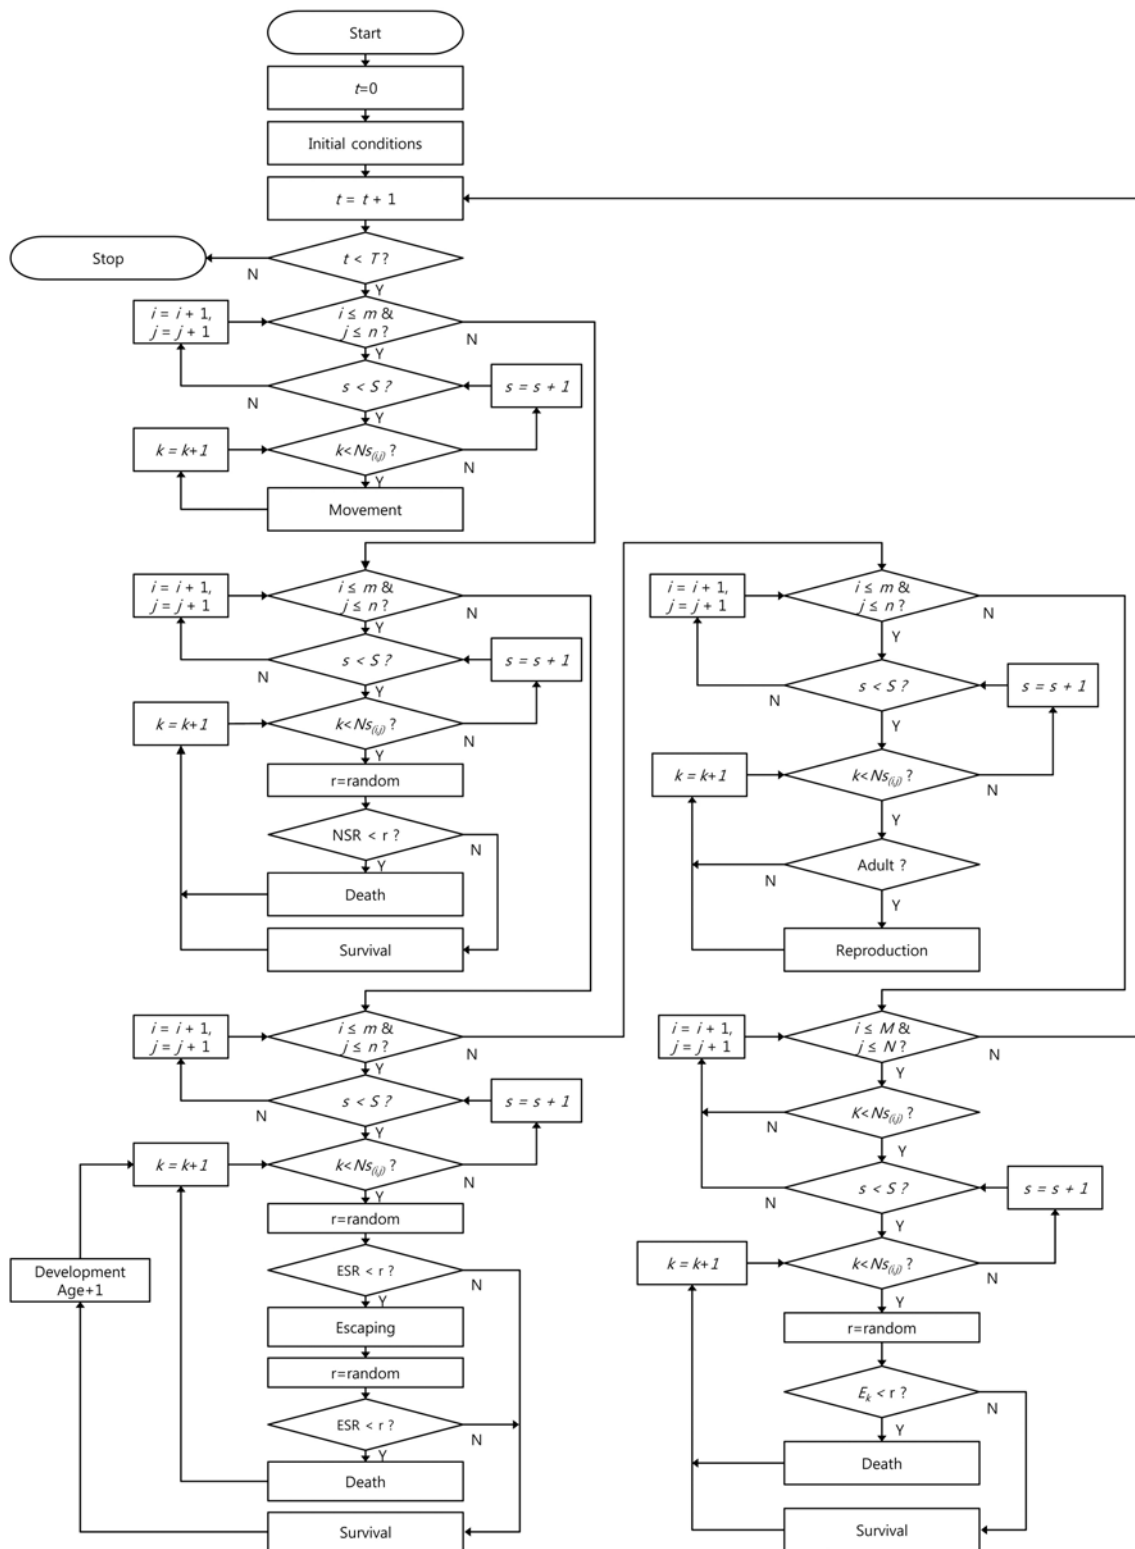 Start
t=0
Initial conditions
t = t + 1
t < T ?
Stop
N
Y
i = i + 1,
j = j + 1
i ≤ m &
j ≤ n ?
N
Y
s < S ?
s = s + 1
N
Y
k = k+1
k<Ns(i,j) ?
N
Y
Movement
i = i + 1,
j = j + 1
i ≤ m &
j ≤ n ?
N
Y
s < S ?
s = s + 1
N
Y
k = k+1
k<Ns(i,j) ?
N
Y
r=random
NSR < r ?
N
Y
Death
Survival
i = i + 1,
j = j + 1
i ≤ m &
j ≤ n ?
N
Y
s < S ?
s = s + 1
N
Y
k = k+1
k<Ns(i,j) ?
N
Y
r=random
Development
Age+1
ESR < r ?
N
Y
Escaping
r=random
ESR < r ?
N
Y
Death
Survival
i = i + 1,
j = j + 1
i ≤ m &
j ≤ n ?
N
Y
s < S ?
s = s + 1
N
Y
k = k+1
k<Ns(i,j) ?
N
Y
Adult ?
N
Y
Reproduction
i = i + 1,
j = j + 1
i ≤ M &
j ≤ N ?
N
Y
K<Ns(i,j) ?
N
Y
s < S ?
s = s + 1
N
Y
k = k+1
k<Ns(i,j) ?
N
Y
r=random
Ek < r ?
N
Y
Death
Survival